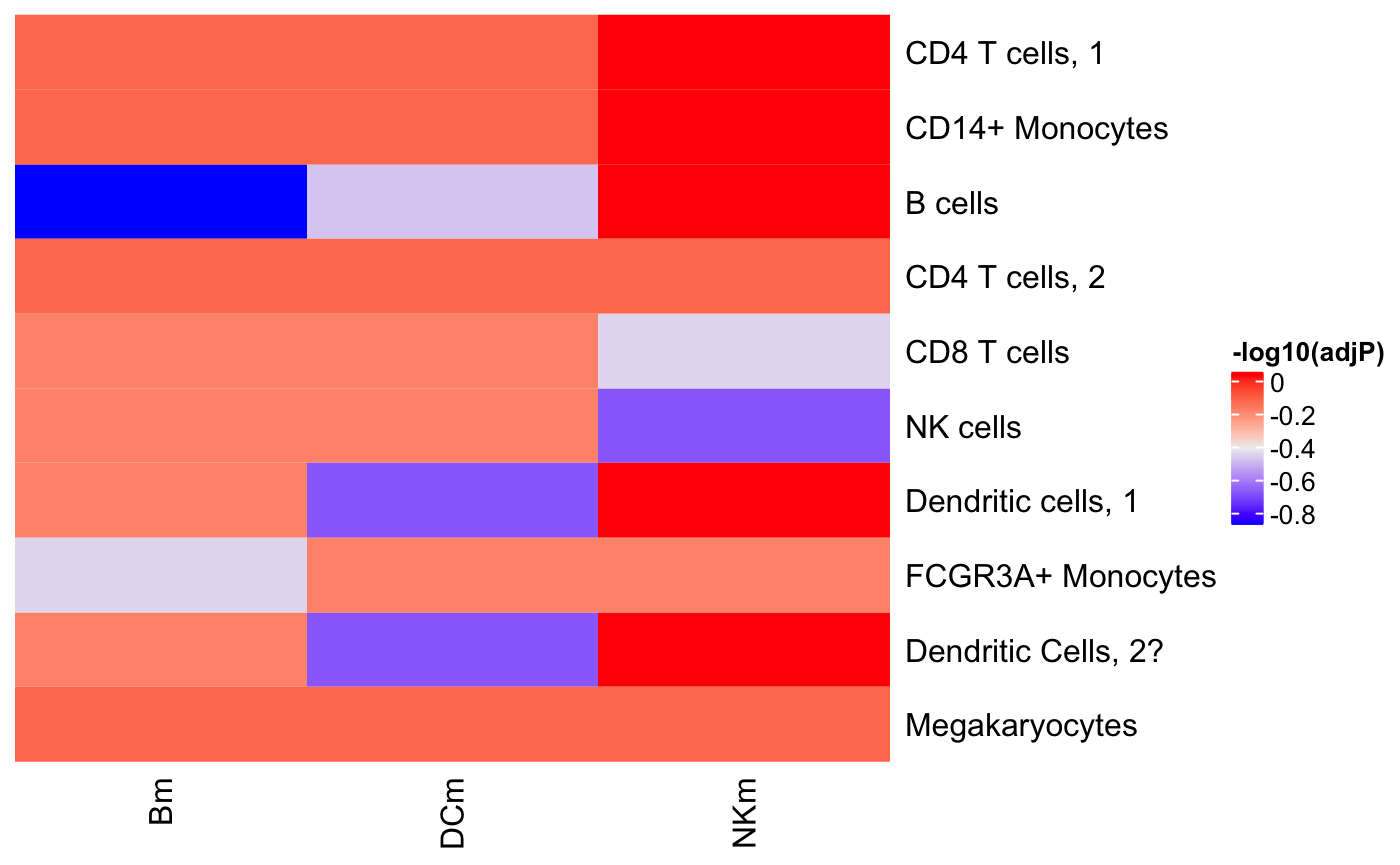 CD4 T cells, 1
CD14+ Monocytes
B cells
CD4 T cells, 2
CD8 T cells
NK cells
Dendritic cells, 1
FCGR3A+ Monocytes
Dendritic Cells, 2?
Megakaryocytes
Bm
DCm
NKm
-log10(adjP)
0
-0.2
-0.4
-0.6
-0.8